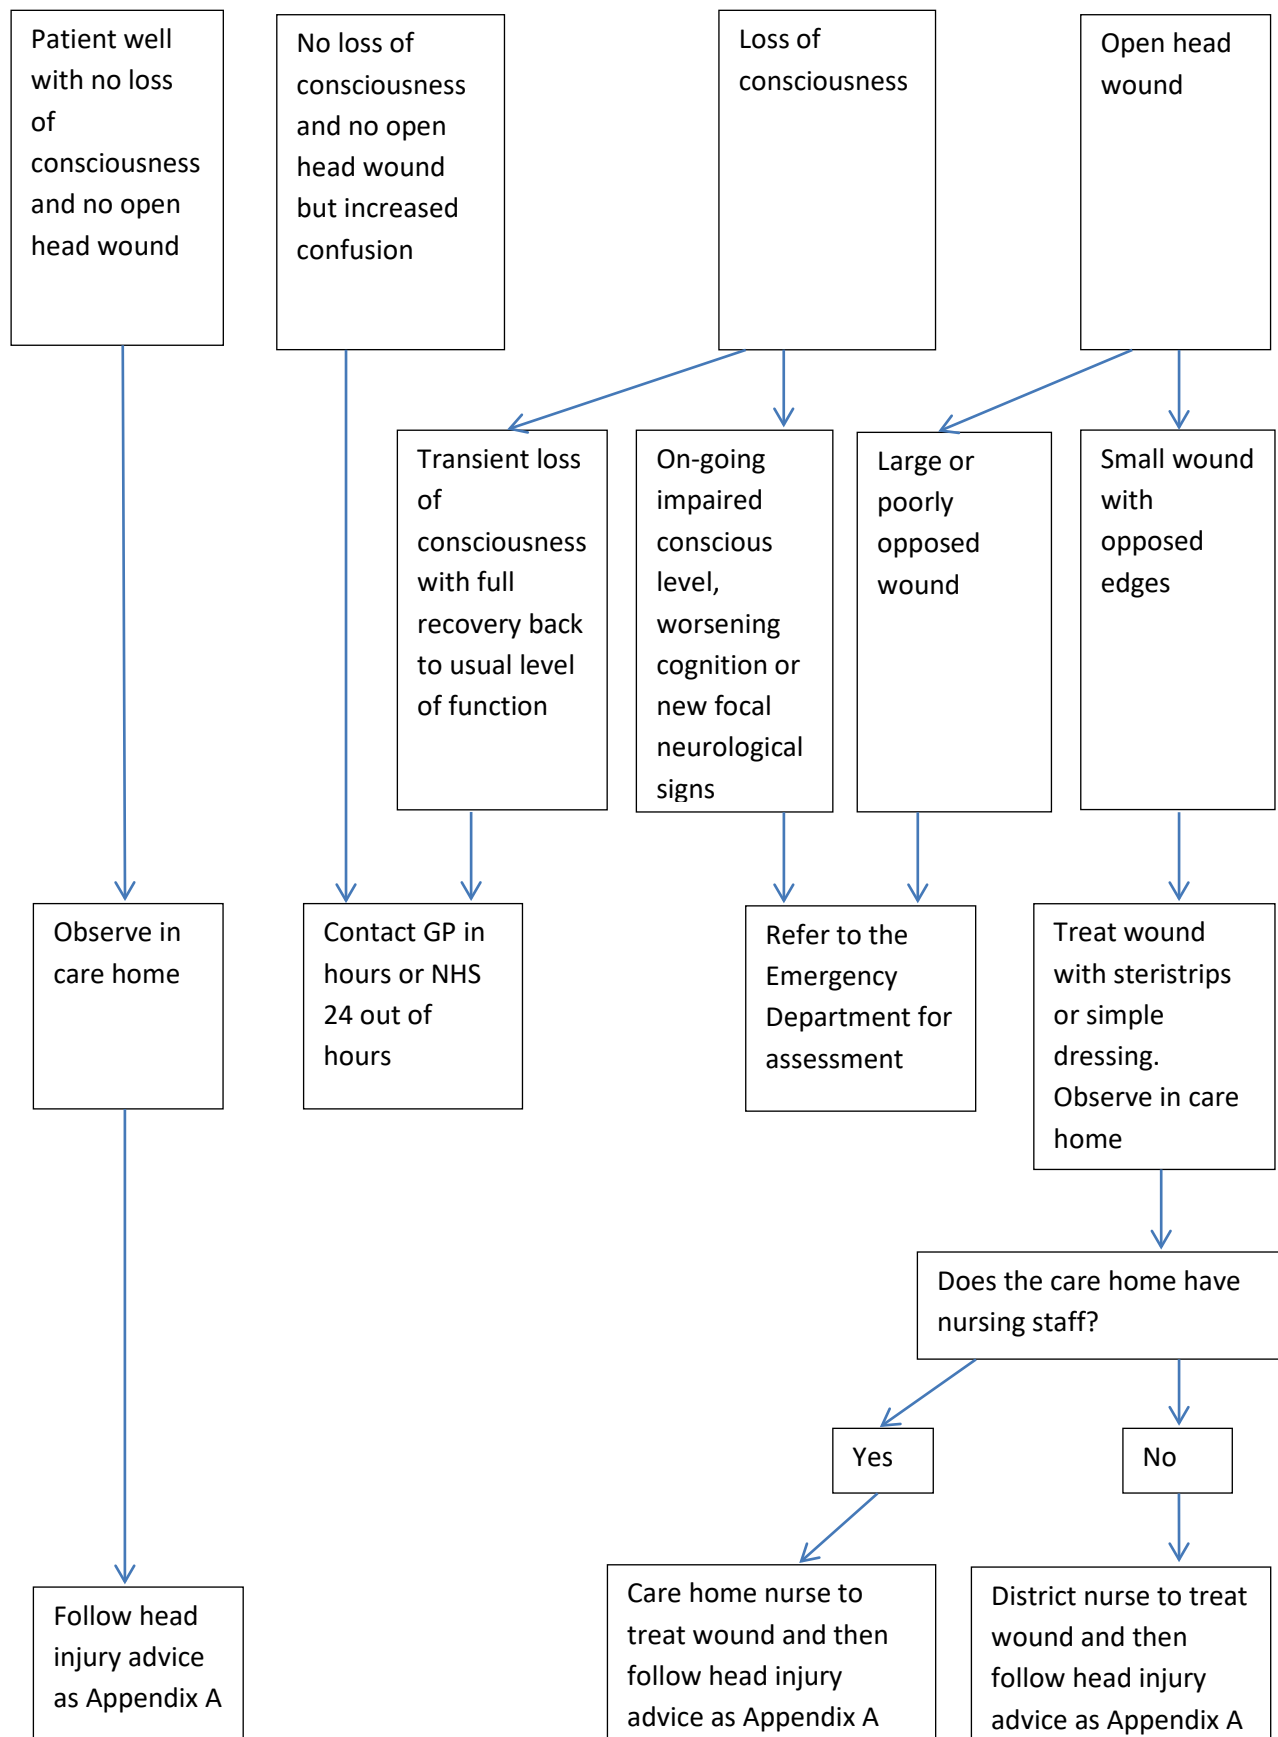 Patient well
with no loss
of
consciousness
and no open
head wound
No loss of
consciousness
and no open
head wound
but increased
confusion
Loss of
consciousness
Open head
wound
Transient loss
of
consciousness
with full
recovery back
to usual level
of function
On-going
impaired
conscious
level,
worsening
cognition or
new focal
neurological
signs
Large or
poorly
opposed
wound
Small wound
with
opposed
edges
Observe in
care home
Contact GP in
hours or NHS
24 out of
hours
Refer to the
Emergency
Department for
assessment
Treat wound
with steristrips
or simple
dressing.
Observe in care
home
Does the care home have
nursing staff?
Yes
No
Follow head
injury advice
as Appendix A
Care home nurse to
treat wound and then
follow head injury
advice as Appendix A
District nurse to treat
wound and then
follow head injury
advice as Appendix A